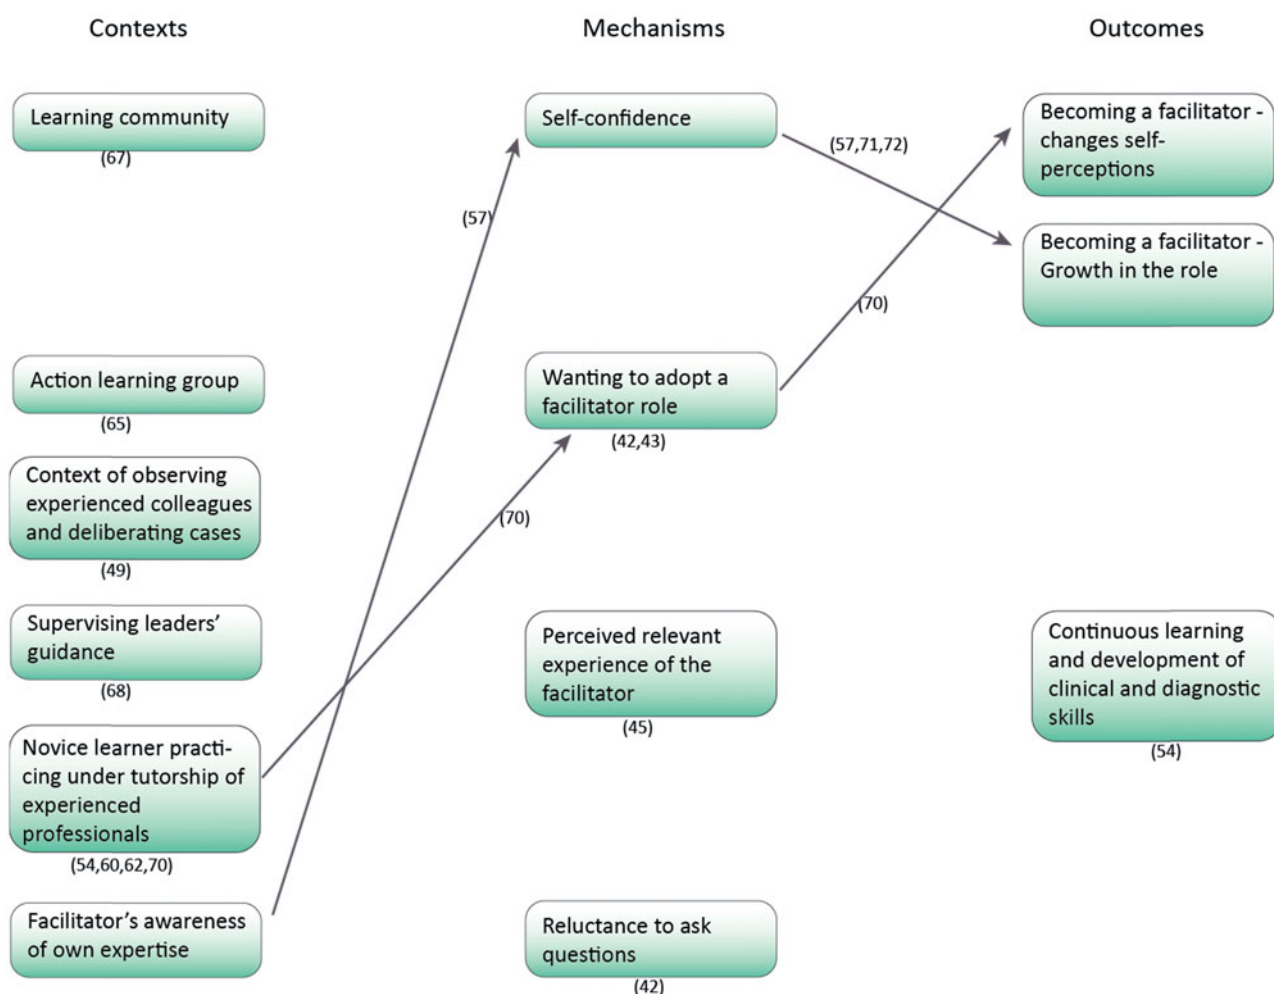 Contexts
Mechanisms
Outcomes
Learning community
(67)
Action learning group
(65)
Context of observing
experienced colleagues
and deliberating cases
(49)
Supervising leaders’
guidance
(68)
Novice learner practi-
cing under tutorship of
experienced
professionals
(54,60,62,70)
Facilitator’s awareness
of own expertise
(57)
(70)
Self-confidence
Wanting to adopt a
facilitator role
(42,43)
Perceived relevant
experience of the
facilitator
(45)
Reluctance to ask
questions
(42)
(57,71,72)
(70)
Becoming a facilitator -
changes self-
perceptions
Becoming a facilitator -
Growth in the role
Continuous learning
and development of
clinical and diagnostic
skills
(54)